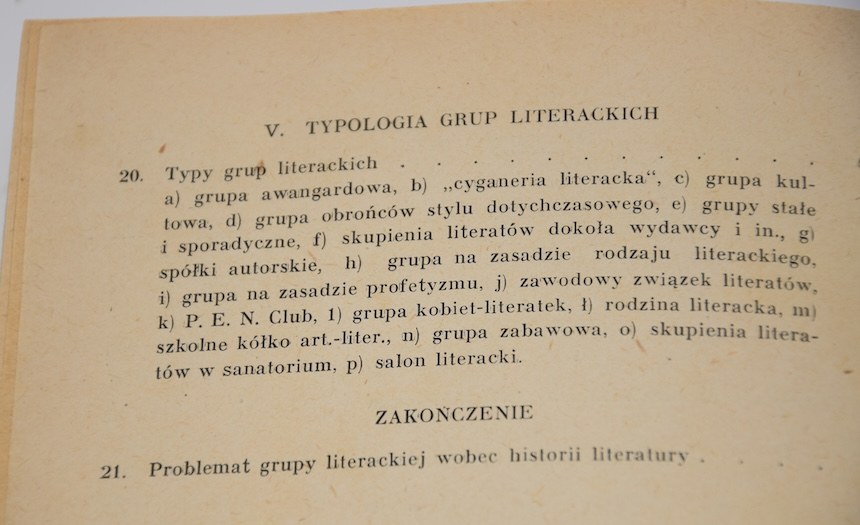 V. TYPOLOGIA GRUP LITERACKICH
20. Typy grup literackich . . . . . . . . . . . .
a) grupa awangardowa, b) „cyganeria literacka“, c) grupa kul-
towa, d) grupa obrońców stylu dotychczasowego, e) grupy stałe
i sporadyczne, f) skupienia literatów dokoła wydawcy i in., g)
spółki autorskie, h) grupa na zasadzie rodzaju literackiego,
i) grupa na zasadzie profetyzmu, j) zawodowy związek literatów,
k) P. E. N. Club, l) grupa kobiet-literatek, ł) rodzina literacka, m)
szkolne kółko art.-liter., n) grupa zabawowa, o) skupienia litera-
tów w sanatorium, p) salon literacki.
ZAKOŃCZENIE
21. Problemat grupy literackiej wobec historii literatury . . . .